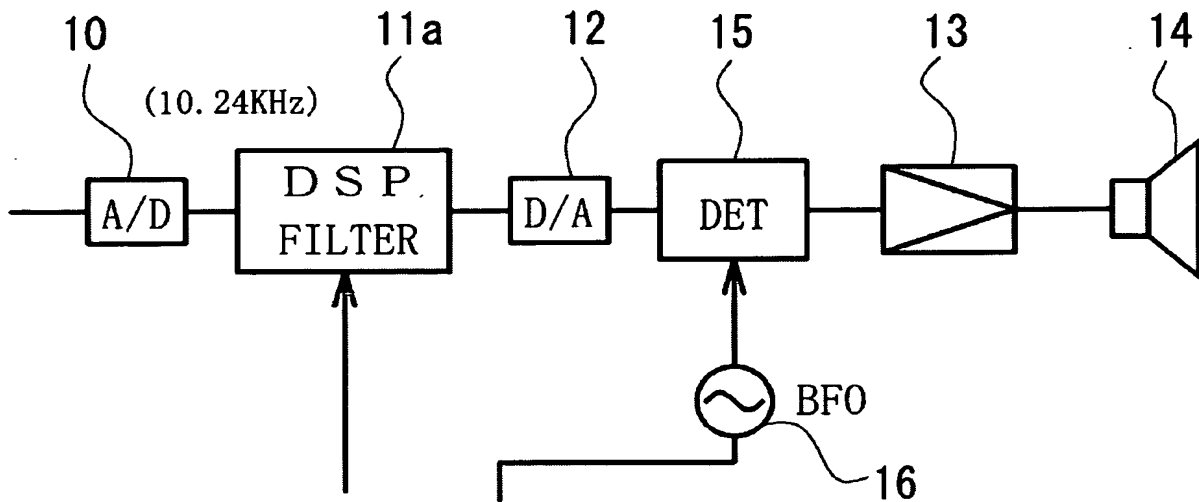 10
11a
12
15
13
14
(10.24KHz)
A/D
DSP
FILTER
D/A
DET
BFO
16